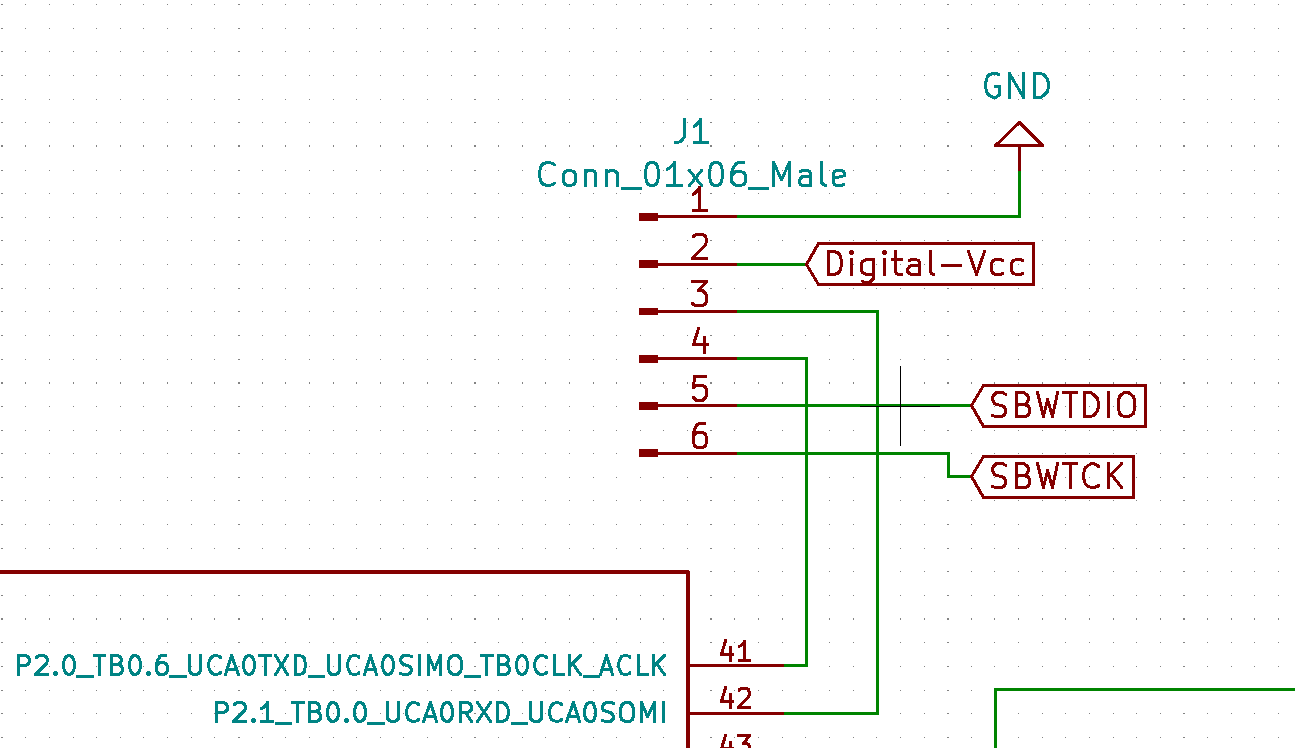 GND
J1
Conn_01x06_Male
1
2
Digital-Vcc
3
4
5
SBWTDIO
6
SBWTCK
41
P2.0_TB0.6_UCA0TXD_UCA0SIMO_TB0CLK_ACLK
42
P2.1_TB0.0_UCA0RXD_UCA0SOMI
43